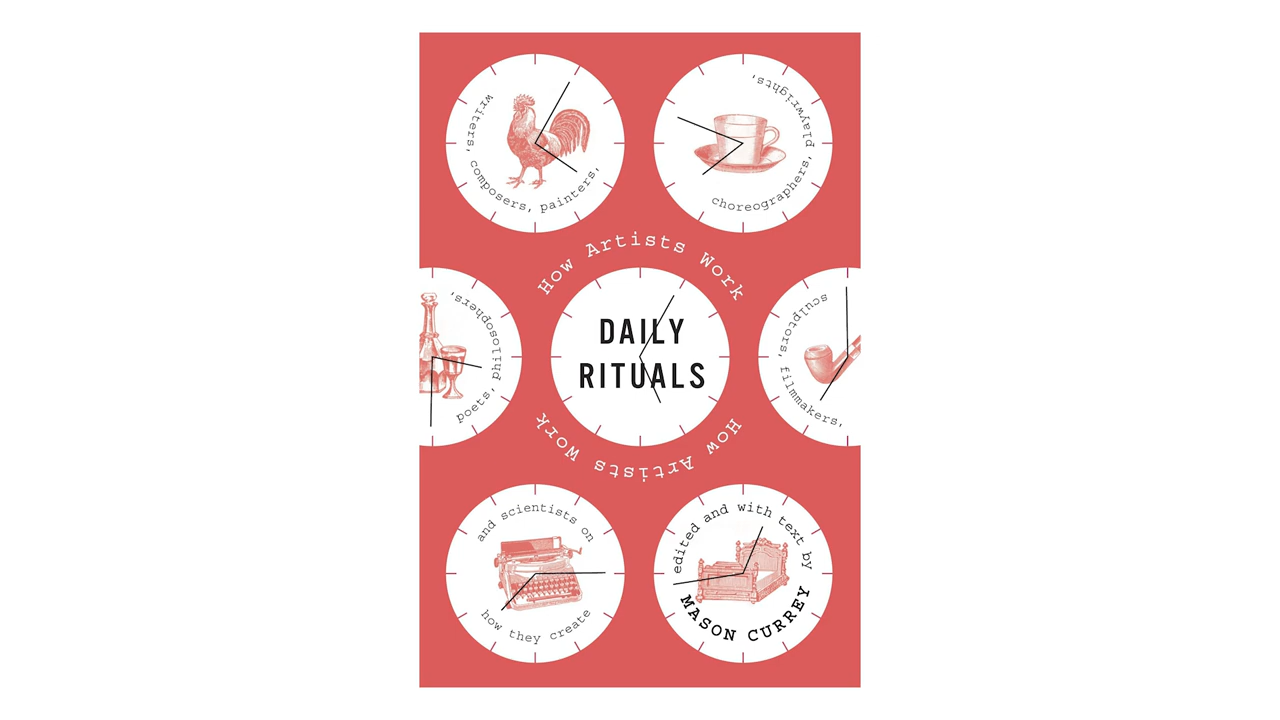 writers, composers, painters,
choreographers, playwrights,
How Artists Work
poets, philosophers,
DAILY
RITUALS
sculptors, filmmakers,
How Artists Work
and scientists on
how they create
edited and with text by
MASON CURREY